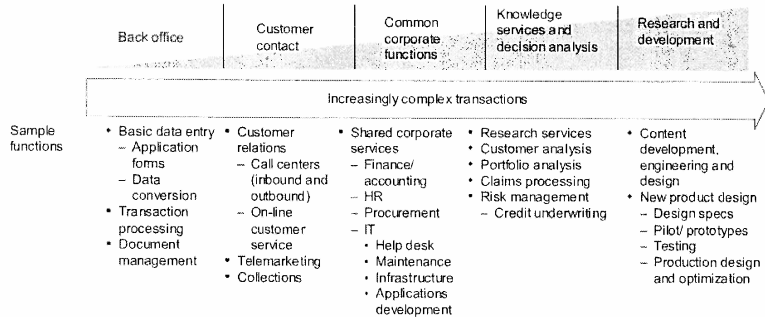 Back office
Customer
contact
Common
corporate
functions
Knowledge
services and
decision analysis
Research and
development
Increasingly complex transactions
Sample
functions
• Basic data entry
– Application
forms
– Data
conversion
• Transaction
processing
• Document
management
• Customer
relations
– Call centers
(inbound and
outbound)
– On-line
customer
service
• Telemarketing
• Collections
• Shared corporate
services
– Finance/
accounting
– HR
– Procurement
– IT
• Help desk
• Maintenance
• Infrastructure
• Applications
development
• Research services
• Customer analysis
• Portfolio analysis
• Claims processing
• Risk management
– Credit underwriting
• Content
development,
engineering and
design
• New product design
– Design specs
– Pilot/ prototypes
– Testing
– Production design
and optimization